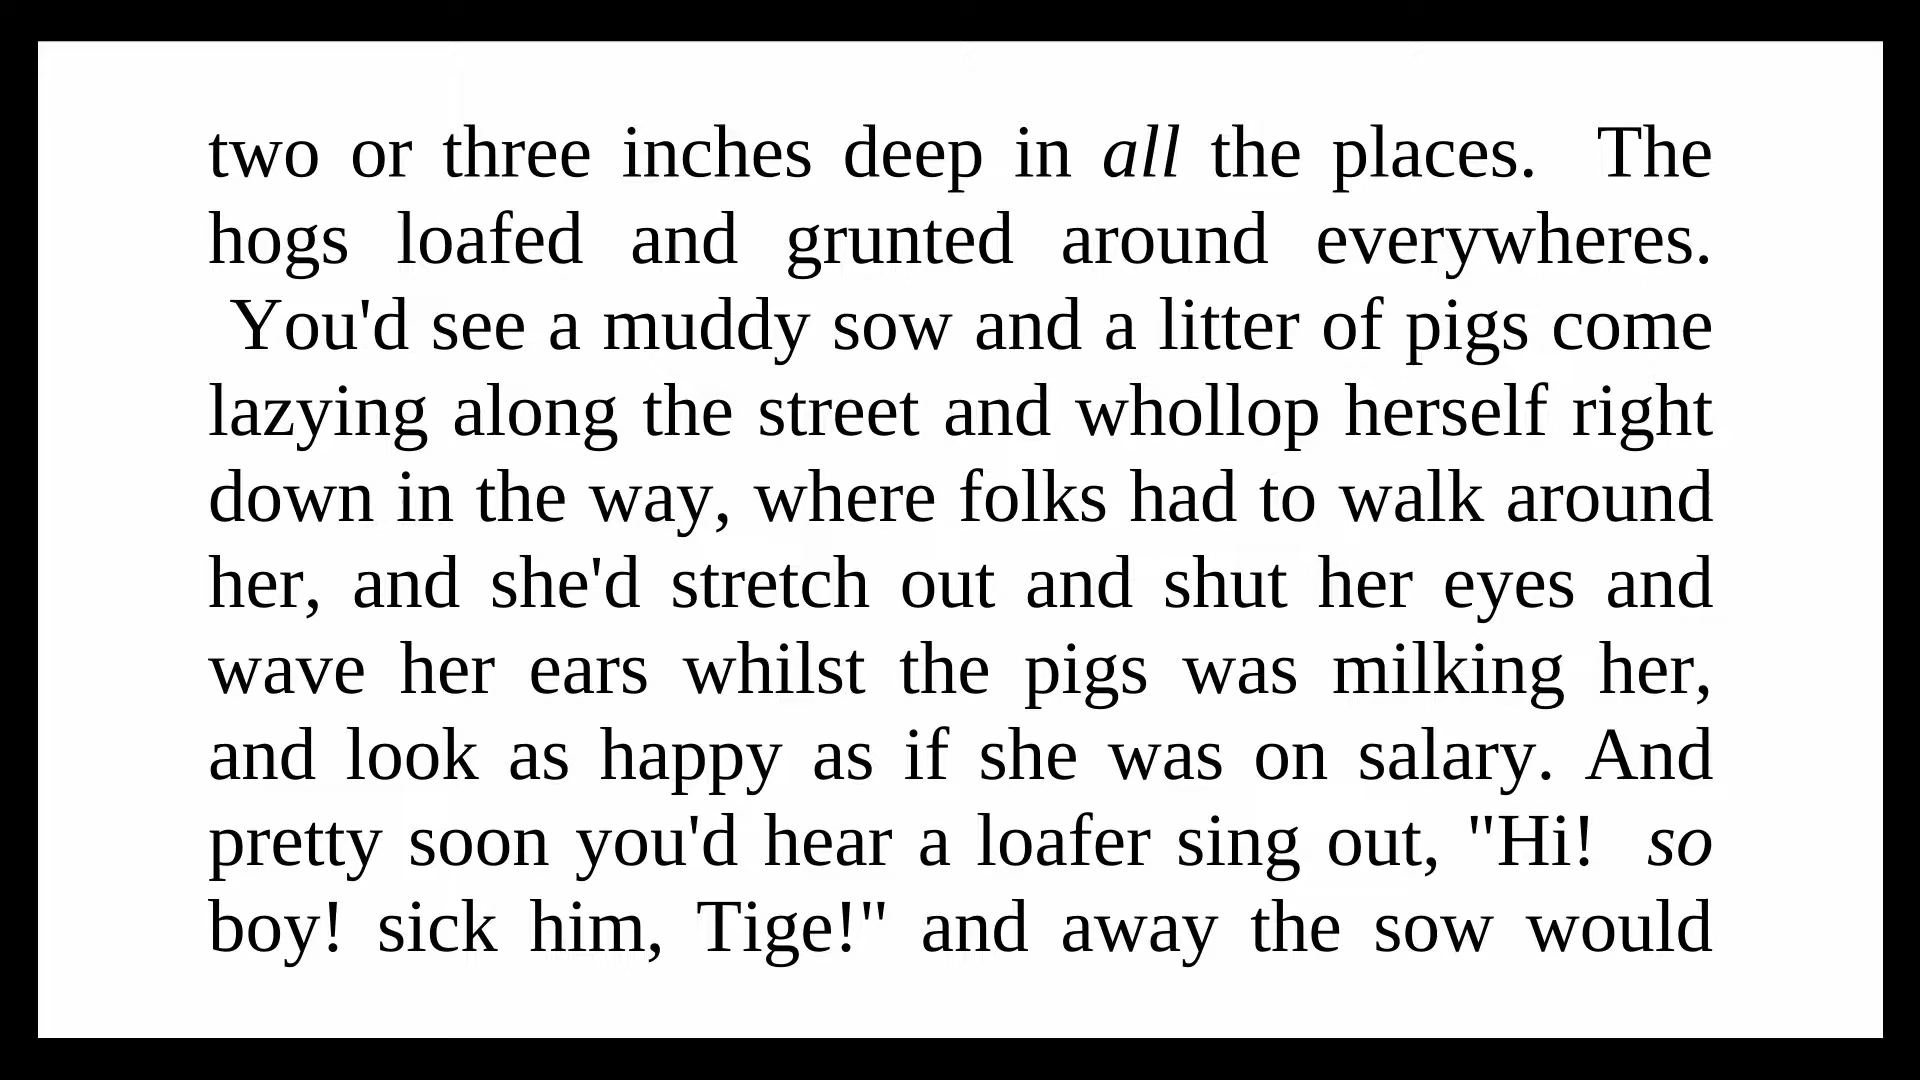 two or three inches deep in all the places.  The
hogs loafed and grunted around everywheres.
You'd see a muddy sow and a litter of pigs come
lazying along the street and whollop herself right
down in the way, where folks had to walk around
her, and she'd stretch out and shut her eyes and
wave her ears whilst the pigs was milking her,
and look as happy as if she was on salary. And
pretty soon you'd hear a loafer sing out, "Hi!  so
boy! sick him, Tige!" and away the sow would